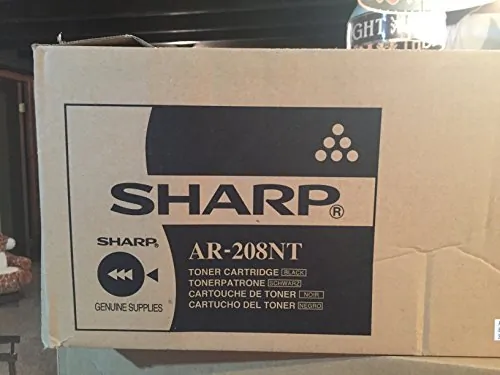 GHT
SHARP®
SHARP®
GENUINE SUPPLIES
AR-208NT
TONER CARTRIDGE BLACK
TONERPATRONE SCHWARZ
CARTOUCHE DE TONER NOIR
CARTUCHO DEL TONER NEGRO